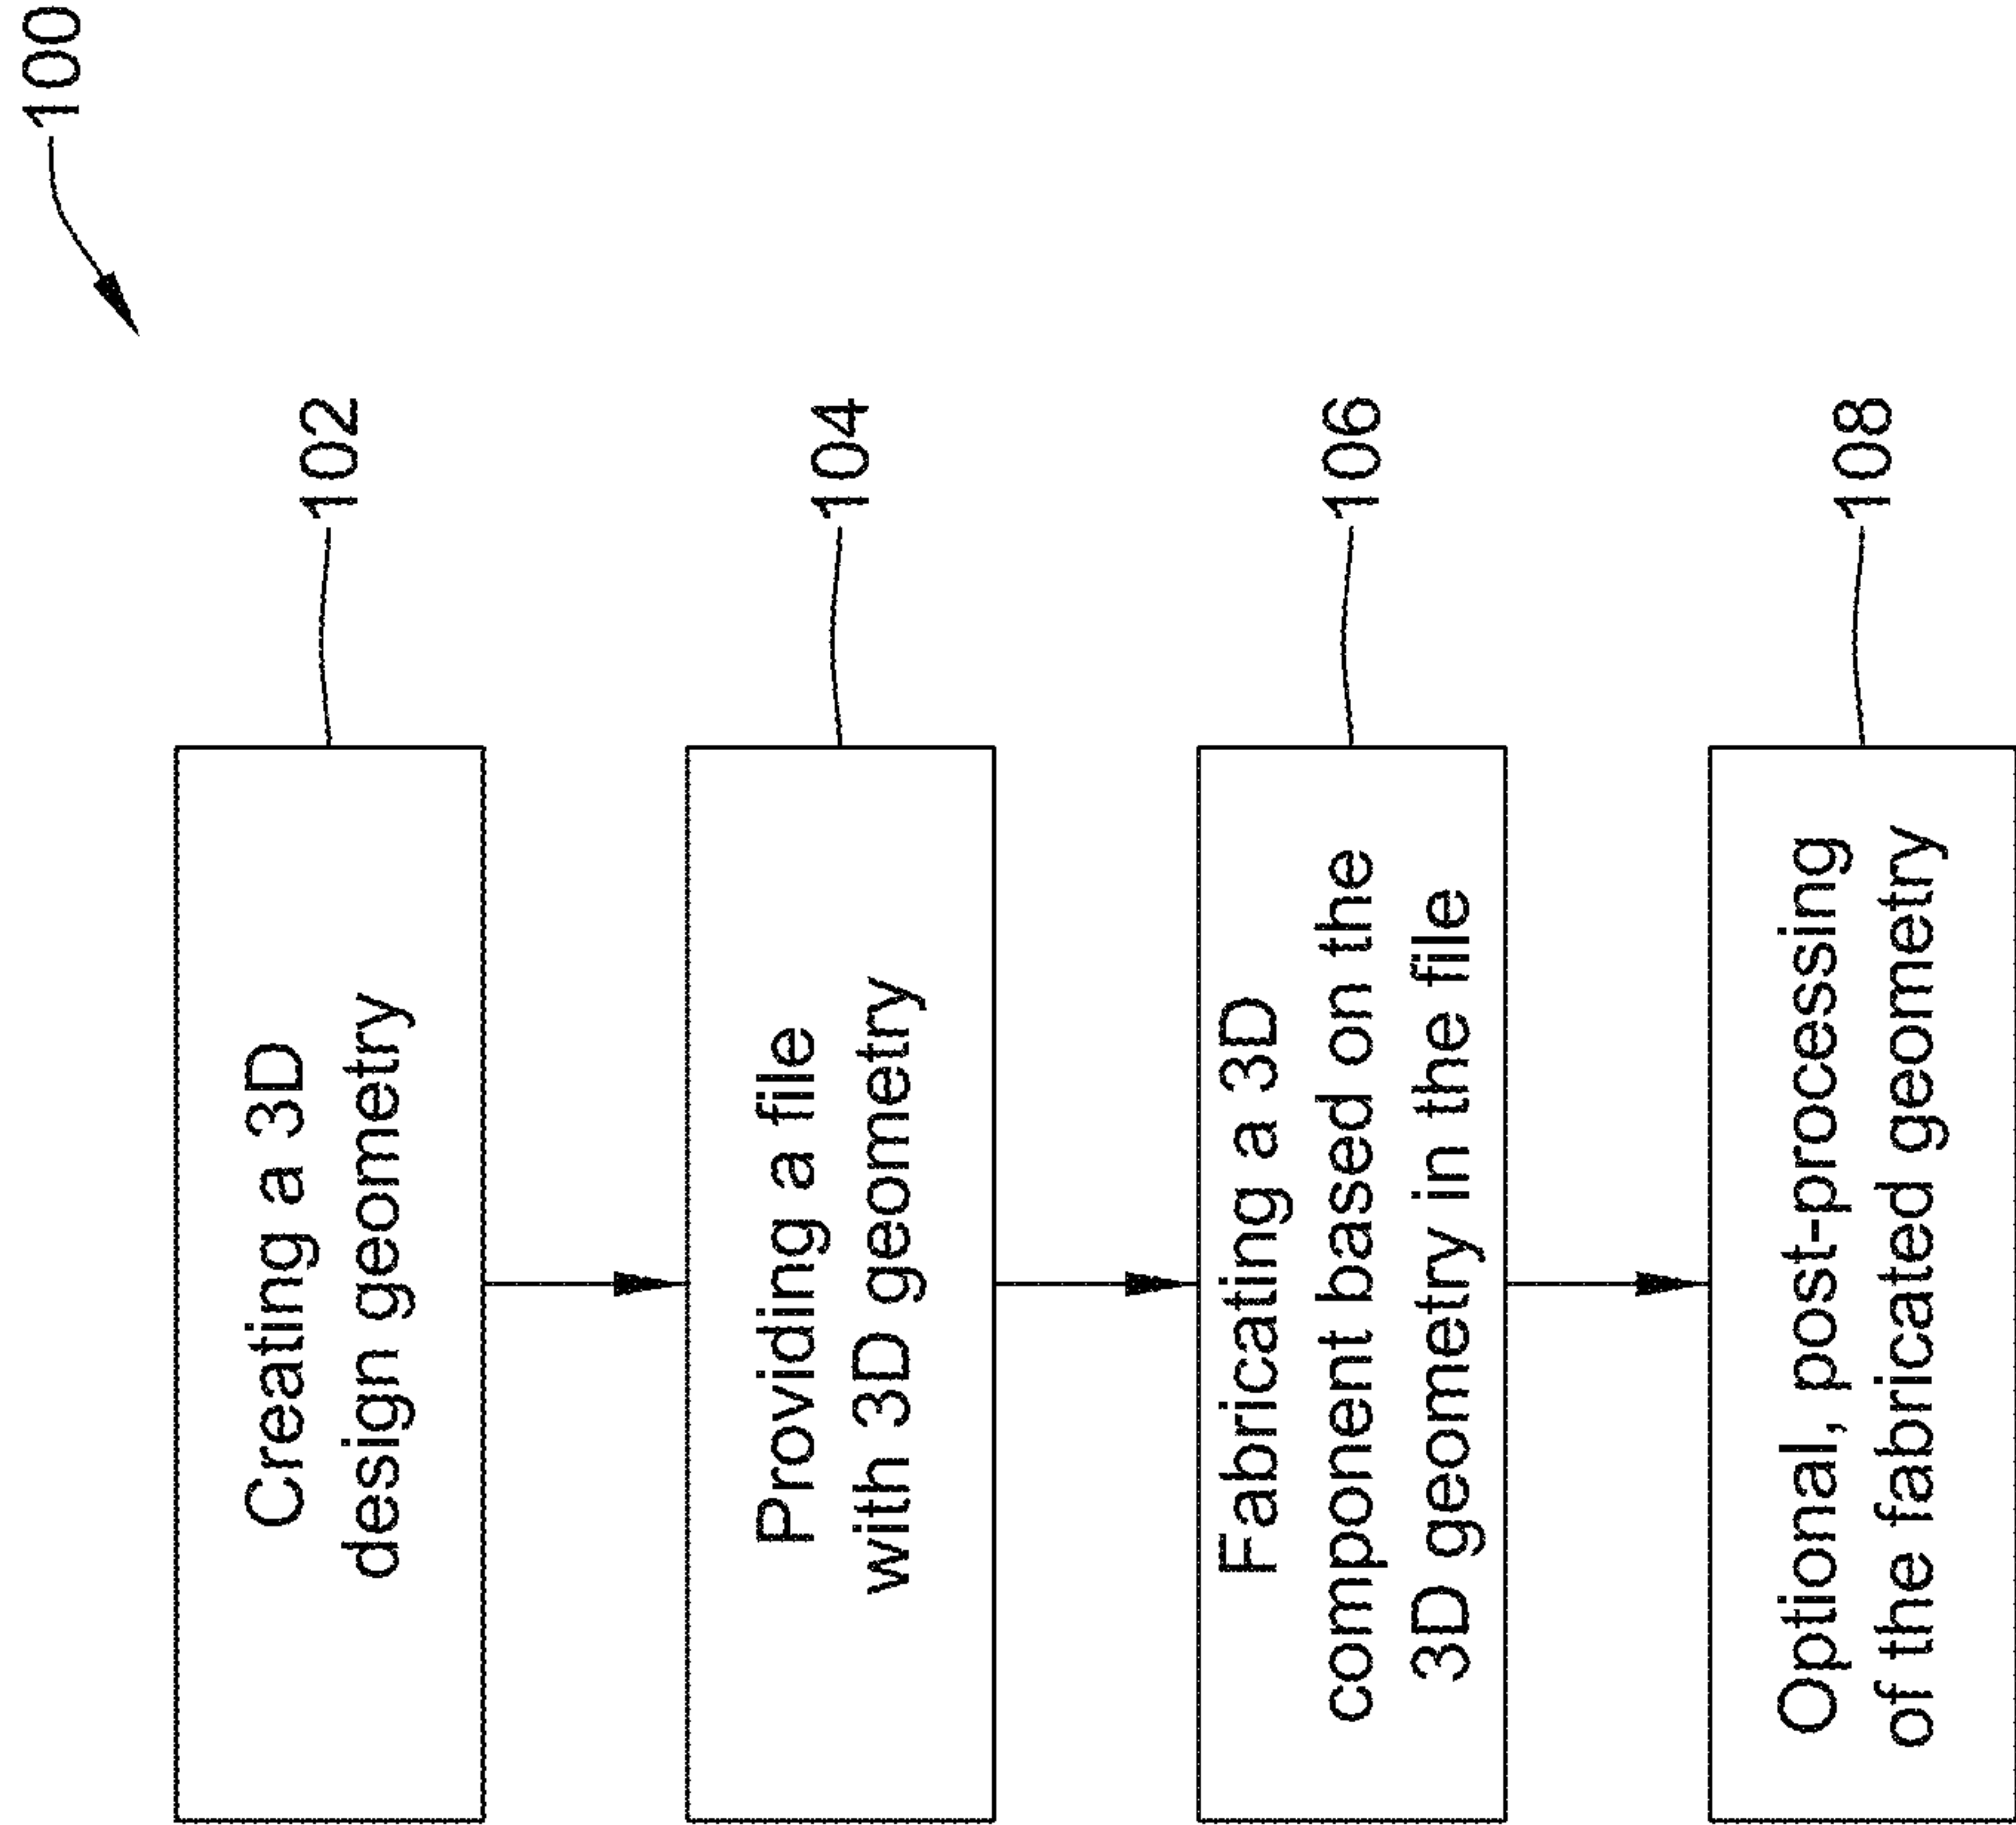 100
Creating a 3D
design geometry
102
Providing a file
with 3D geometry
104
Fabricating a 3D
component based on the
3D geometry in the file
106
Optional, post-processing
of the fabricated geometry
108